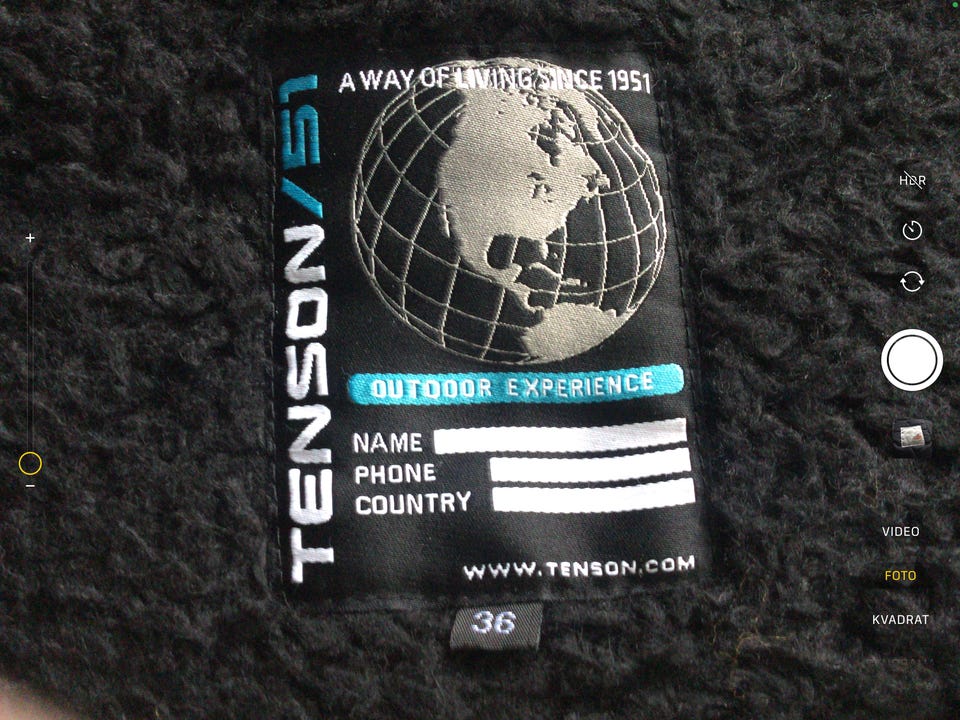 A WAY OF LIVING SINCE 1951
TENSON/51
OUTDOOR EXPERIENCE
NAME
PHONE
COUNTRY
WWW.TENSON.COM
36
HDR
VIDEO
FOTO
KVADRAT